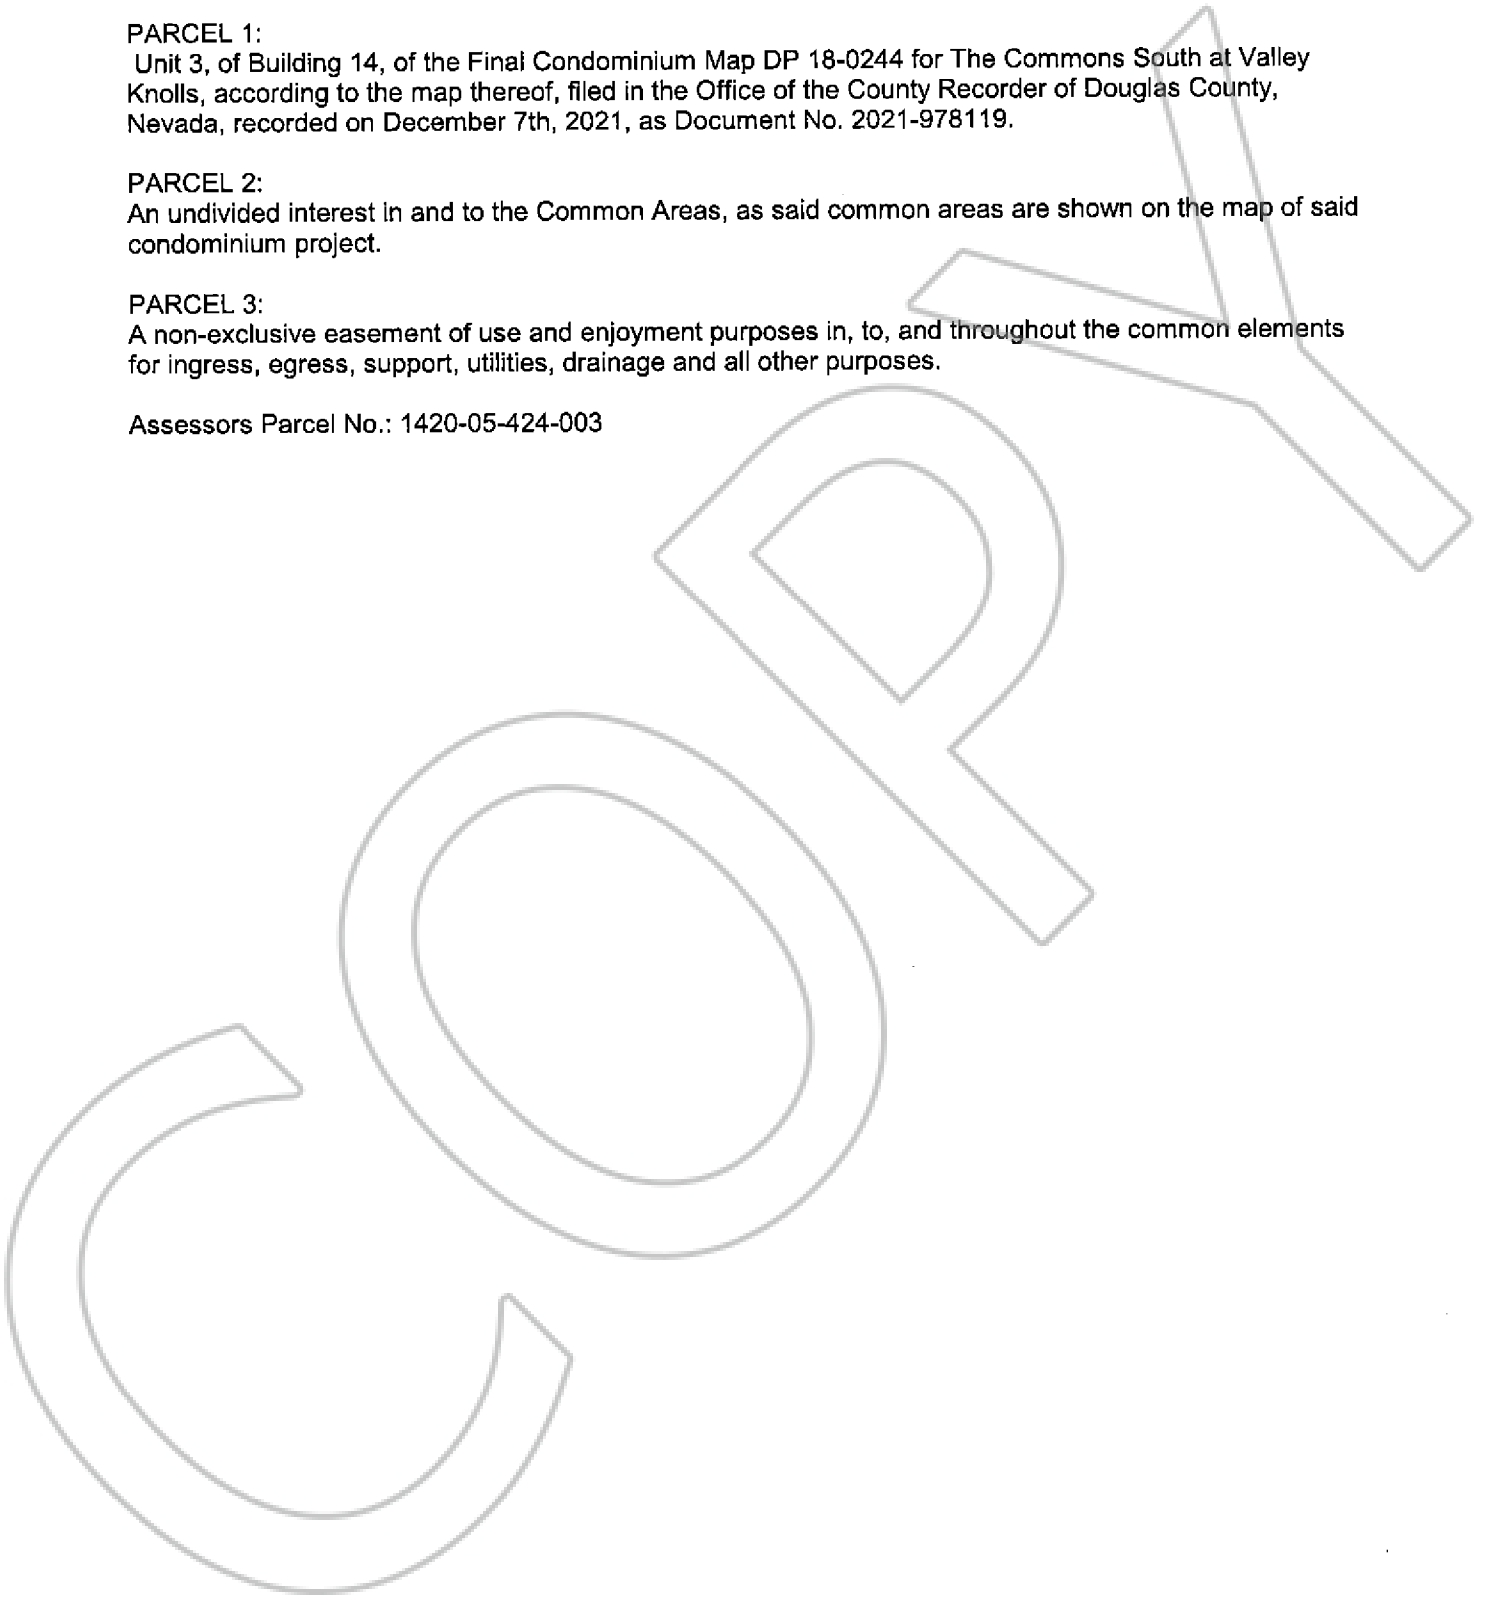 PARCEL 1:
Unit 3, of Building 14, of the Final Condominium Map DP 18-0244 for The Commons South at Valley
Knolls, according to the map thereof, filed in the Office of the County Recorder of Douglas County,
Nevada, recorded on December 7th, 2021, as Document No. 2021-978119.
PARCEL 2:
An undivided interest in and to the Common Areas, as said common areas are shown on the map of said
condominium project.
PARCEL 3:
A non-exclusive easement of use and enjoyment purposes in, to, and throughout the common elements
for ingress, egress, support, utilities, drainage and all other purposes.
Assessors Parcel No.: 1420-05-424-003
COPY